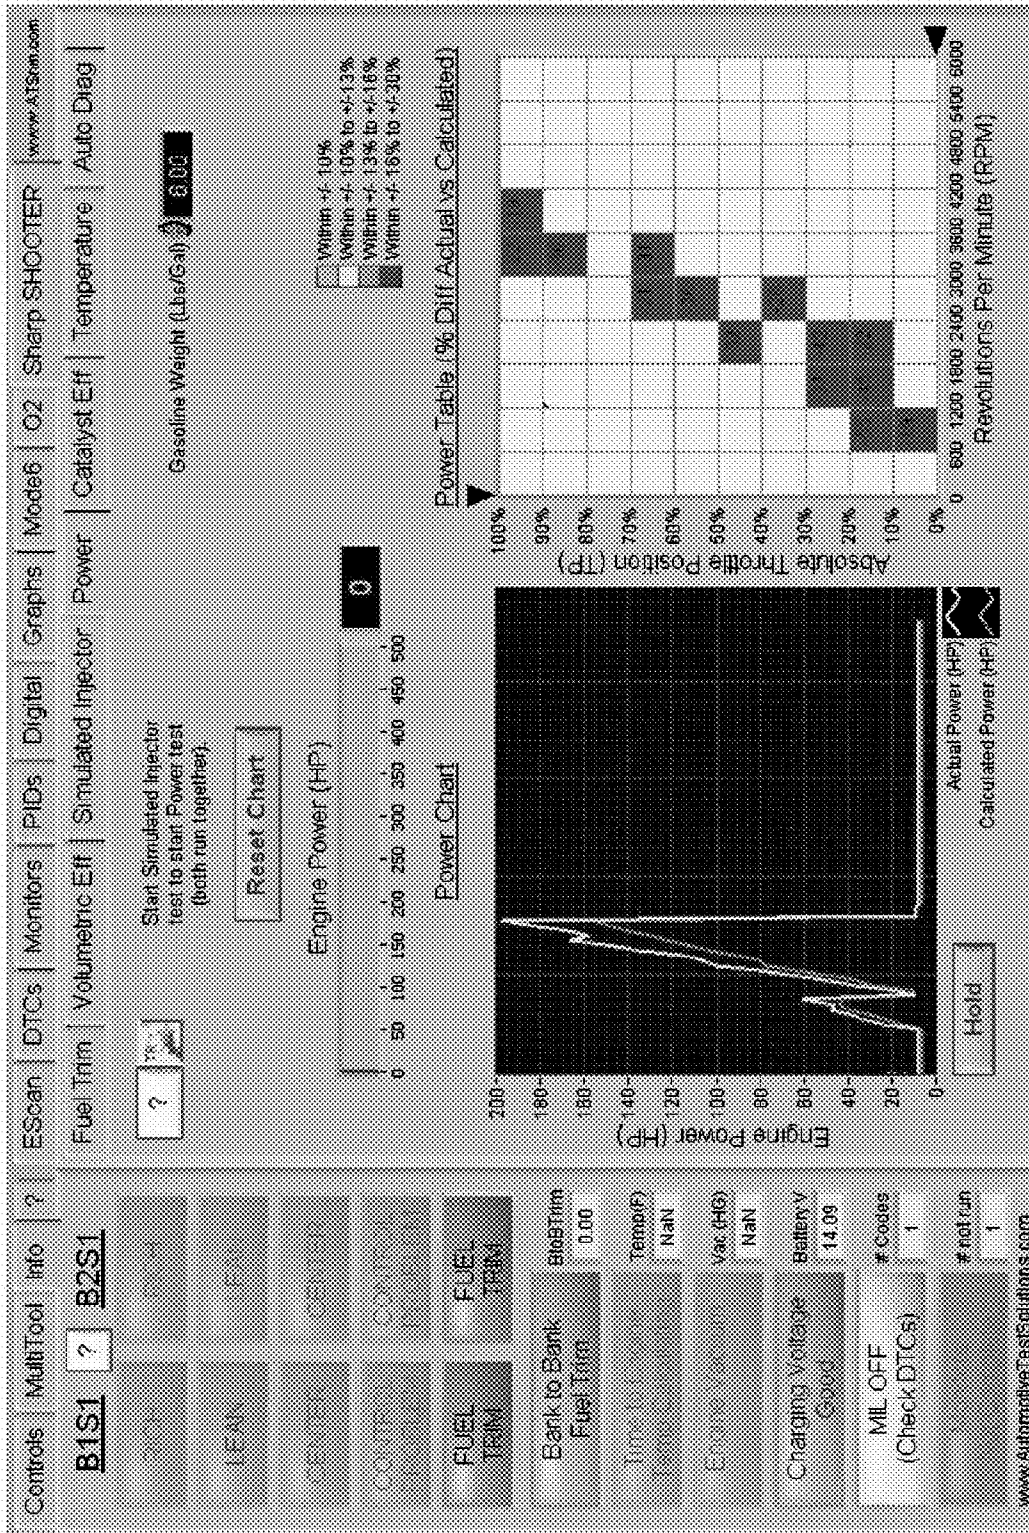 Controls | MultiTool | Info | ? | EScan | DTCs | Monitors | PIDs | Digital | Graphs | Mode6 | O2 Sharp SHOOTER | www.ATSnm.com
Fuel Trim | Volumetric Eff | Simulated Injector | Power | Catalyst Eff | Temperature | Auto Diag
B1S1 ? B2S1
LEAN
FUEL TRIM
FUEL TRIM
Bank to Bank
Fuel Trim
BtoBTrim
0.00
Temp(F)
NaN
Vac (HG)
NaN
Charging Voltage
Good
Battery V
14.09
MIL OFF
(Check DTCs)
# Codes
1
# not run
1
www.AutomotiveTestSolutions.com
?
Start Simulated Injector
test to start Power test
(both run together)
Reset Chart
Gasoline Weight (Lbs/Gal)
6.00
Engine Power (HP)
0
0 50 100 150 200 250 300 350 400 450 500
Within +/- 10%
Within +/- 10% to +/-13%
Within +/- 13% to +/-16%
Within +/- 16% to +/-30%
Power Chart
Engine Power (HP)
200
180
160
140
120
100
80
60
40
20
0
Hold
Actual Power (HP)
Calculated Power (HP)
Power Table (% Diff Actual vs Calculated)
Absolute Throttle Position (TP)
100%
90%
80%
70%
60%
50%
40%
30%
20%
10%
0%
0 600 1200 1800 2400 3000 3600 4200 4800 5400 6000
Revolutions Per Minute (RPM)